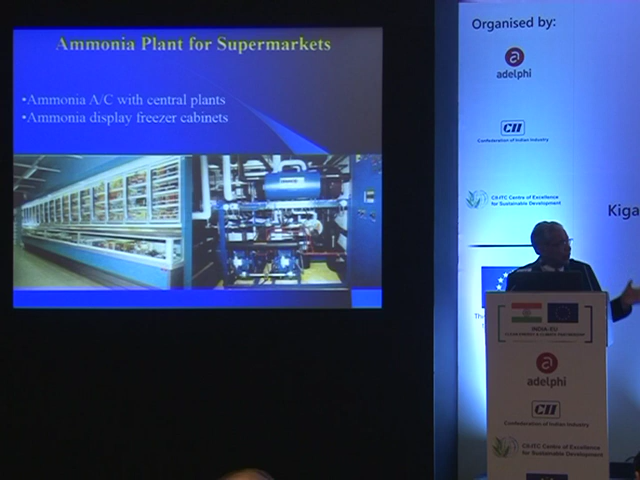 Ammonia Plant for Supermarkets
•Ammonia A/C with central plants
•Ammonia display freezer cabinets
Organised by:
adelphi
CII
Confederation of Indian Industry
CII-ITC Centre of Excellence
for Sustainable Development
Kiga
INDIA-EU
adelphi
CII
Confederation of Indian Industry
CII-ITC Centre of Excellence
for Sustainable Development